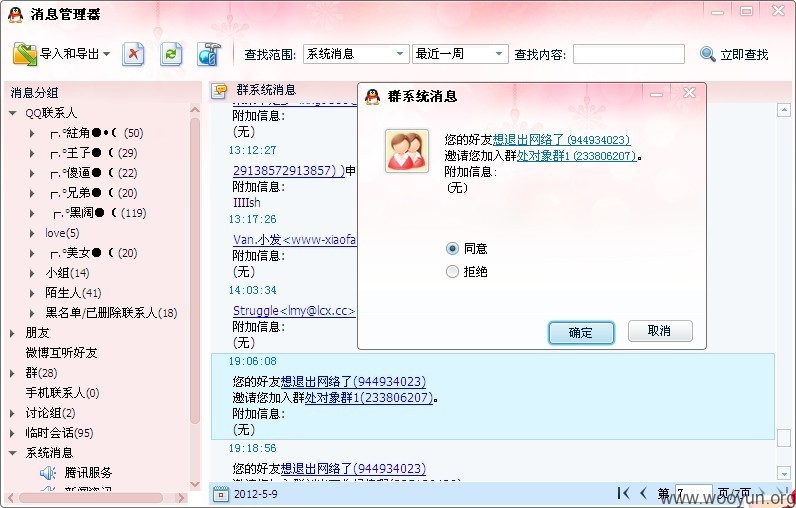 消息管理器
导入和导出
查找范围: 系统消息 最近一周 查找内容: 立即查找
消息分组
QQ联系人
┌.°紸角●•☾ (50)
┌.°王子●☾ (29)
┌.°傻逼●☾ (22)
┌.°兄弟●☾ (20)
┌.°黑阔●☾ (119)
love(5)
┌.°美女●☾ (20)
小组(14)
陌生人(41)
黑名单/已删除联系人(18)
朋友
微博互听好友
群(28)
手机联系人(0)
讨论组(2)
临时会话(95)
系统消息
腾讯服务
新闻资讯
群系统消息
附加信息:
(无)
13:12:27
29138572913857) )申
附加信息:
IIIIsh
13:17:26
Van.小发<www-xiaofa
附加信息:
(无)
14:03:34
Struggle<lmy@lcx.cc>
附加信息:
(无)
19:06:08
您的好友想退出网络了(944934023)
邀请您加入群处对象群1(233806207)。
附加信息:
(无)
19:18:56
您的好友想退出网络了(944934023)
2012-5-9
第 7 页/7页
群系统消息
您的好友想退出网络了 (944934023)
邀请您加入群处对象群1 (233806207)。
附加信息:
(无)
同意
拒绝
确定
取消
www.wooyun.org